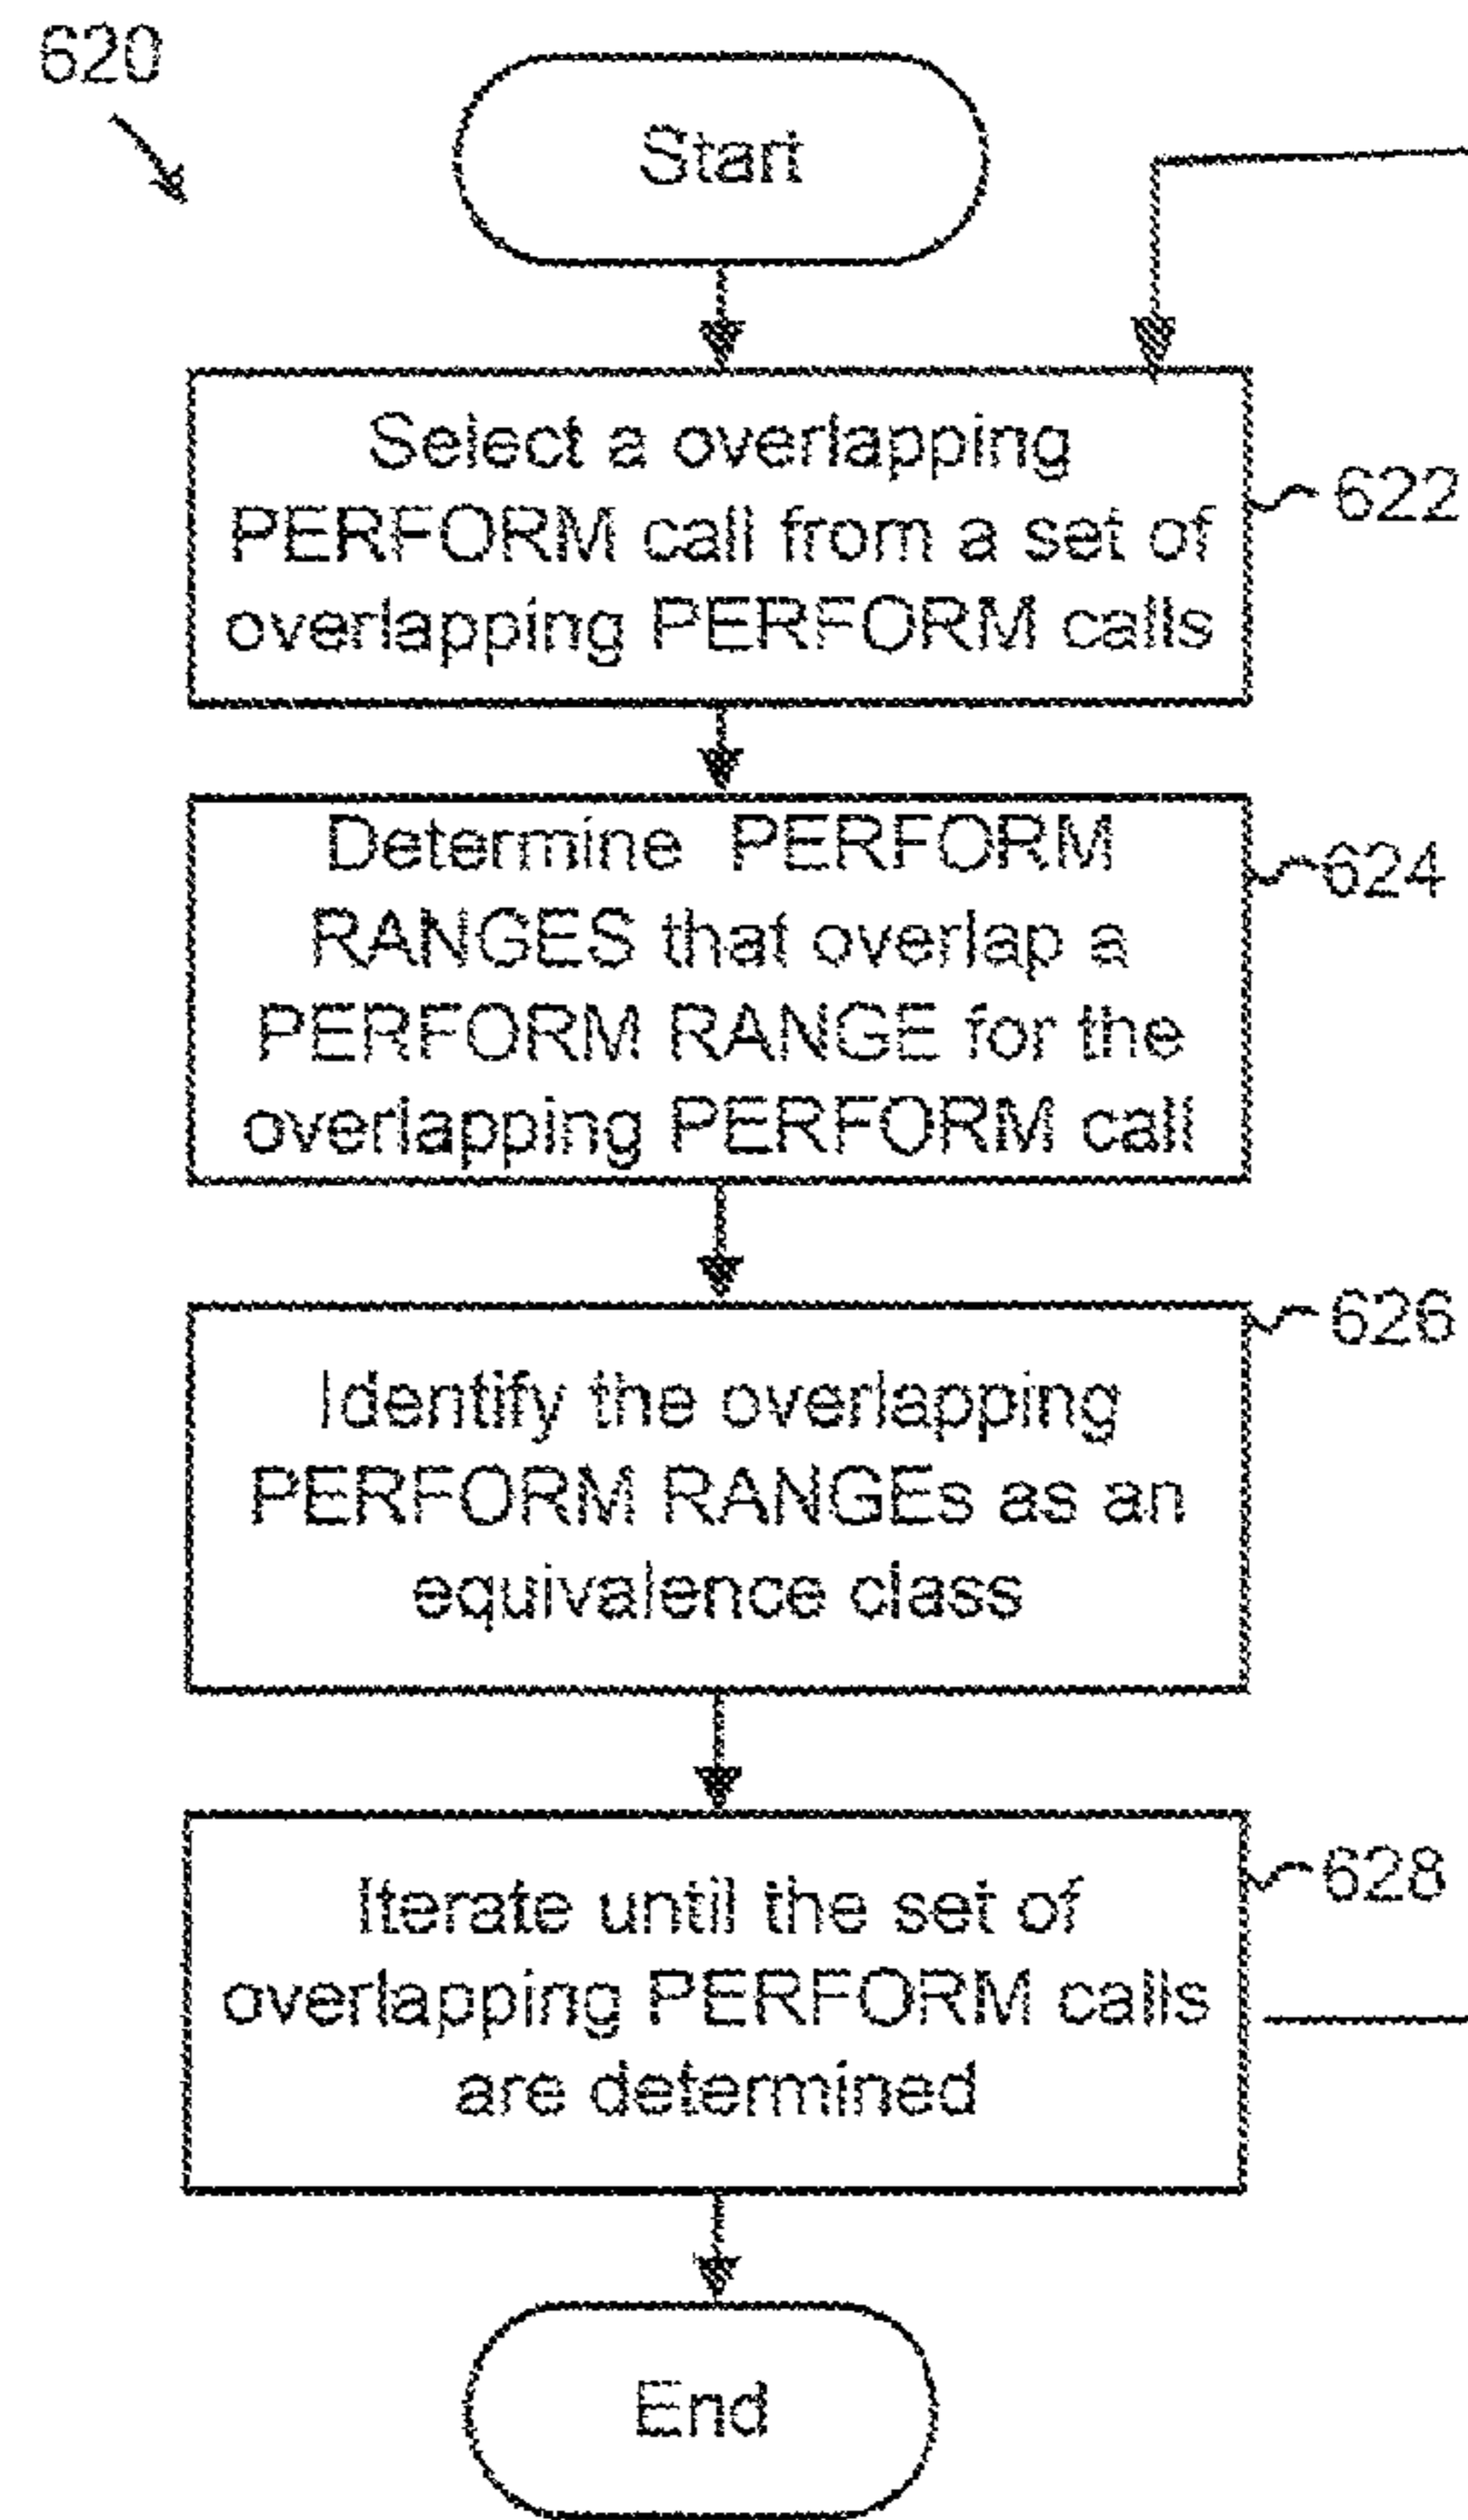 620
Start
Select a overlapping
PERFORM call from a set of
overlapping PERFORM calls
622
Determine PERFORM
RANGES that overlap a
PERFORM RANGE for the
overlapping PERFORM call
624
Identify the overlapping
PERFORM RANGEs as an
equivalence class
626
Iterate until the set of
overlapping PERFORM calls
are determined
628
End